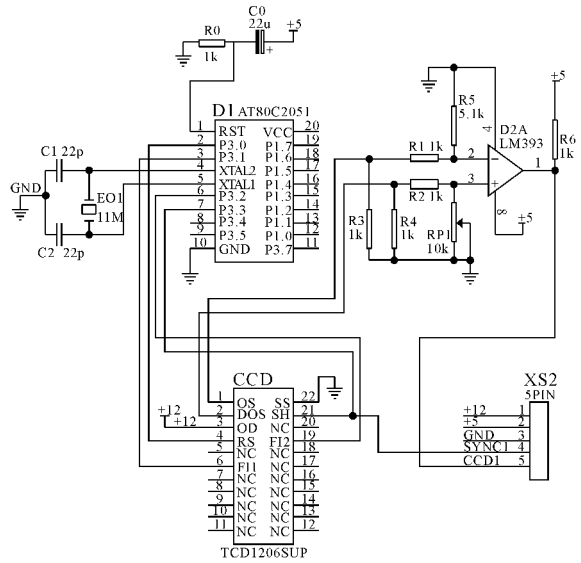 C0
22u
+5
R0
1k
D1 AT80C2051
1 RST VCC 20
2 P3.0 P1.7 19
3 P3.1 P1.6 18
4 XTAL2 P1.5 17
5 XTAL1 P1.4 16
6 P3.2 P1.3 15
7 P3.3 P1.2 14
8 P3.4 P1.1 13
9 P3.5 P1.0 12
10 GND P3.7 11
C1 22p
GND
EO1
11M
C2 22p
+5
R5
5.1k
4
D2A
LM393
R6
1k
R1 1k
2
−
1
R2 1k
3
+
8
+5
R3
1k
R4
1k
RP1
10k
CCD
1 OS SS 22
2 DOS SH 21
3 OD NC 20
4 RS FI2 19
5 NC NC 18
6 FI1 NC 17
7 NC NC 16
8 NC NC 15
9 NC NC 14
10 NC NC 13
11 NC NC 12
+12
+12
TCD1206SUP
XS2
5PIN
+12 1
+5 2
GND 3
SYNC1 4
CCD1 5